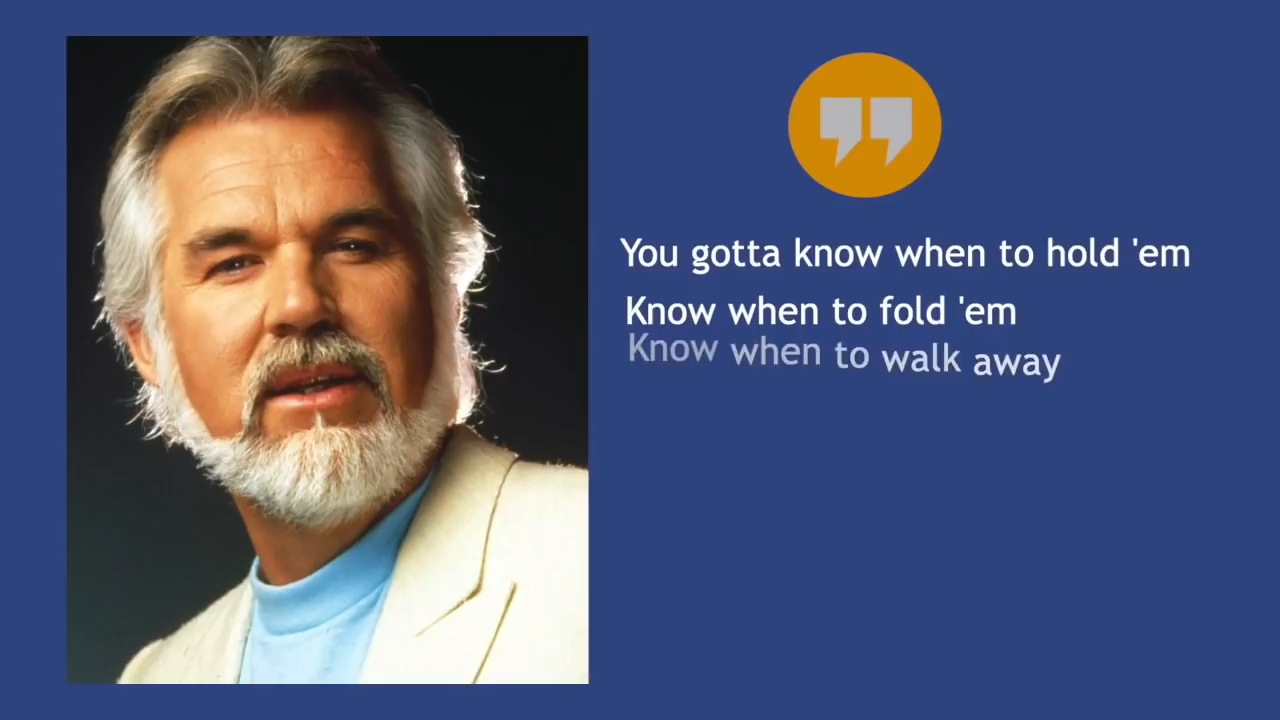 You gotta know when to hold 'em
Know when to fold 'em
Know when to walk away